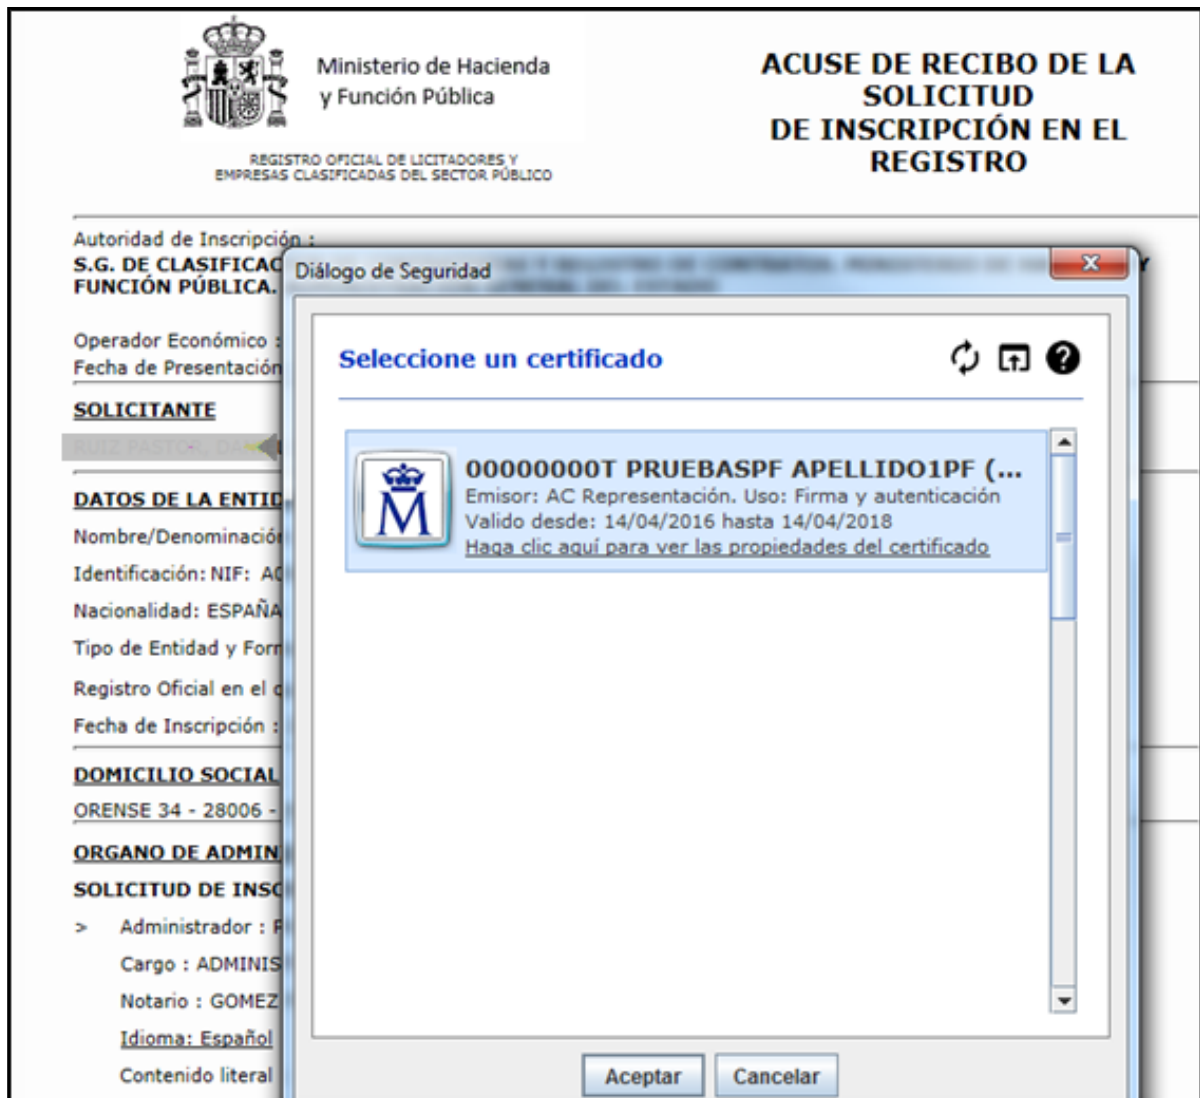 Ministerio de Hacienda
y Función Pública
ACUSE DE RECIBO DE LA
SOLICITUD
DE INSCRIPCIÓN EN EL
REGISTRO
REGISTRO OFICIAL DE LICITADORES Y
EMPRESAS CLASIFICADAS DEL SECTOR PÚBLICO
Autoridad de Inscripción :
S.G. DE CLASIFICAC
Y
FUNCIÓN PÚBLICA.
Operador Económico :
Fecha de Presentación
SOLICITANTE
RUIZ PASTOR,
DATOS DE LA ENTID
Nombre/Denominación
Identificación: NIF:
Nacionalidad: ESPAÑA
Tipo de Entidad y Form
Registro Oficial en el
Fecha de Inscripción :
DOMICILIO SOCIAL
ORENSE 34 - 28006 -
ORGANO DE ADMIN
SOLICITUD DE INSC
> Administrador :
Cargo : ADMINIS
Notario : GOMEZ
Idioma: Español
Contenido literal
Diálogo de Seguridad
Seleccione un certificado
00000000T PRUEBASPF APELLIDO1PF (...
Emisor: AC Representación. Uso: Firma y autenticación
Valido desde: 14/04/2016 hasta 14/04/2018
Haga clic aquí para ver las propiedades del certificado
Aceptar
Cancelar